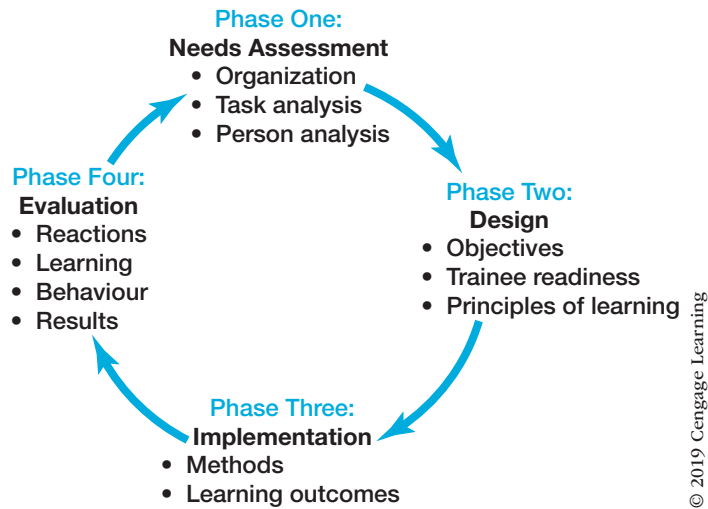 Phase One:
Needs Assessment
• Organization
• Task analysis
• Person analysis
Phase Two:
Design
• Objectives
• Trainee readiness
• Principles of learning
Phase Three:
Implementation
• Methods
• Learning outcomes
Phase Four:
Evaluation
• Reactions
• Learning
• Behaviour
• Results
© 2019 Cengage Learning